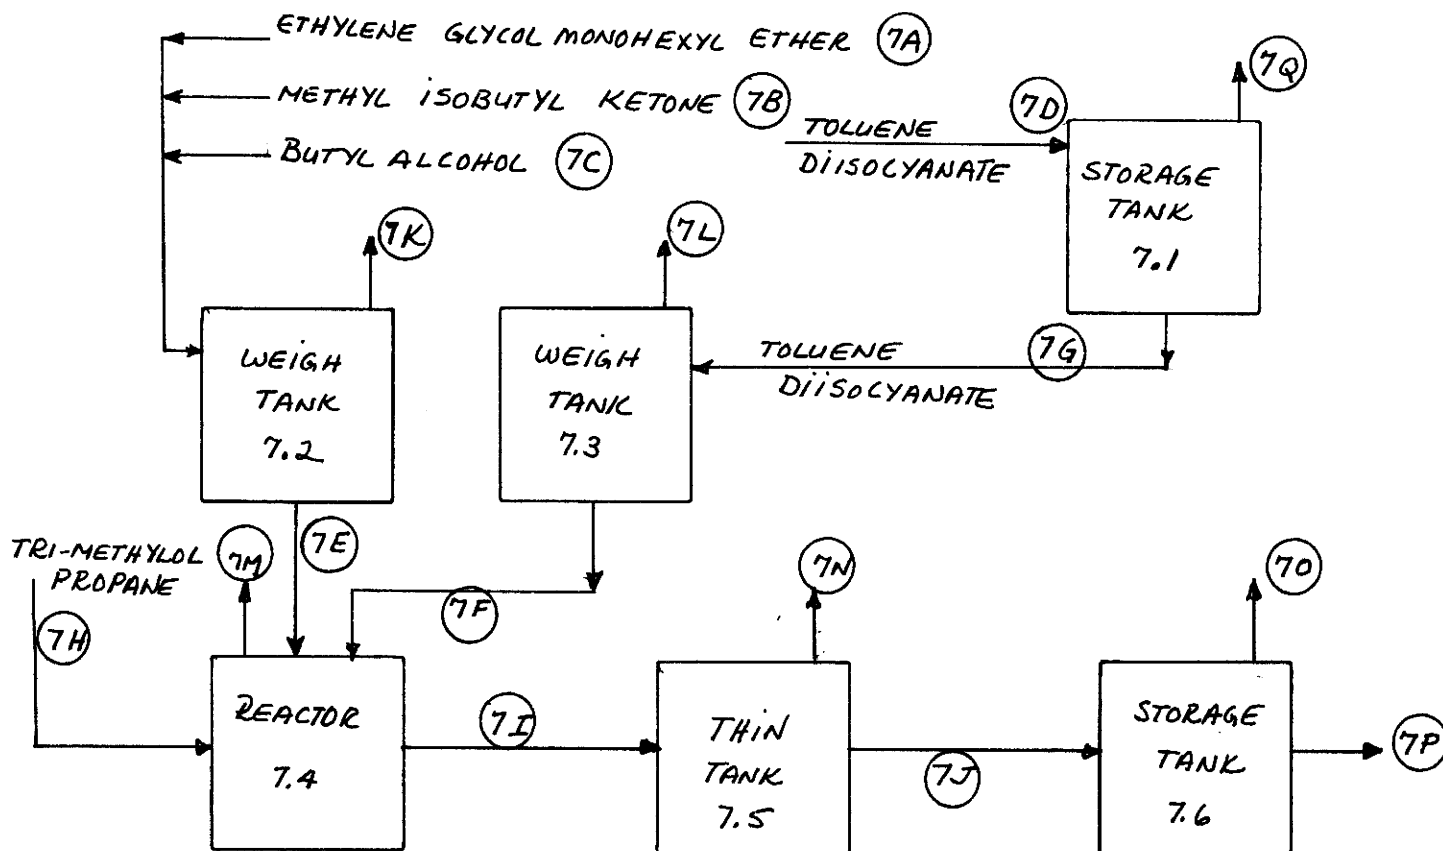 ETHYLENE GLYCOL MONOHEXYL ETHER 7A
METHYL ISOBUTYL KETONE 7B
BUTYL ALCOHOL 7C
TOLUENE
DIISOCYANATE
7D
7Q
STORAGE
TANK
7.1
7K
7L
WEIGH
TANK
7.2
WEIGH
TANK
7.3
TOLUENE
DIISOCYANATE
7G
TRI-METHYLOL
PROPANE
7M
7E
7F
7N
7O
7H
REACTOR
7.4
7I
THIN
TANK
7.5
7J
STORAGE
TANK
7.6
7P